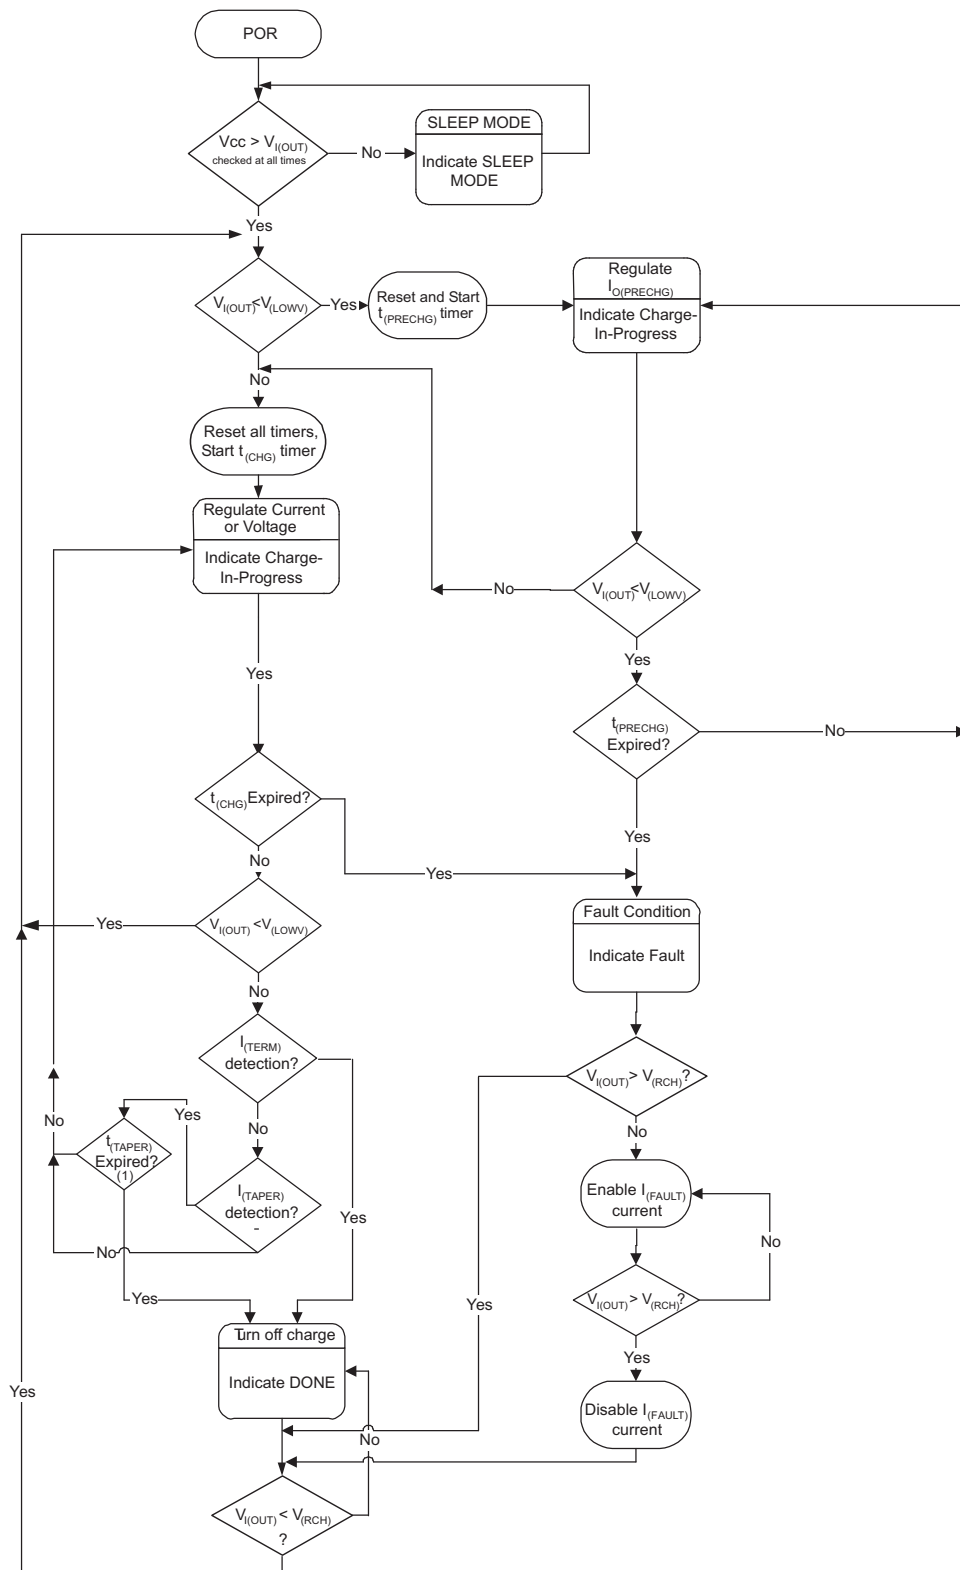 POR
Vcc > VI(OUT)
checked at all times
No
SLEEP MODE
Indicate SLEEP
MODE
Yes
VI(OUT)<V(LOWV)
Yes
Reset and Start
t(PRECHG) timer
Regulate
IO(PRECHG)
Indicate Charge-
In-Progress
No
Reset all timers,
Start t(CHG) timer
Regulate Current
or Voltage
Indicate Charge-
In-Progress
No
VI(OUT)<V(LOWV)
Yes
Yes
t(PRECHG)
Expired?
No
t(CHG) Expired?
Yes
No
Yes
VI(OUT) <V(LOWV)
Yes
Fault Condition
Indicate Fault
No
I(TERM)
detection?
VI(OUT)> V(RCH) ?
No
Yes
No
No
t(TAPER)
Expired?
(1)
I(TAPER)
detection?
-
Yes
Enable I(FAULT)
current
No
No
Yes
VI(OUT)> V(RCH) ?
Yes
Turn off charge
Indicate DONE
Yes
Yes
Disable I(FAULT)
current
No
VI(OUT) < V(RCH)
?